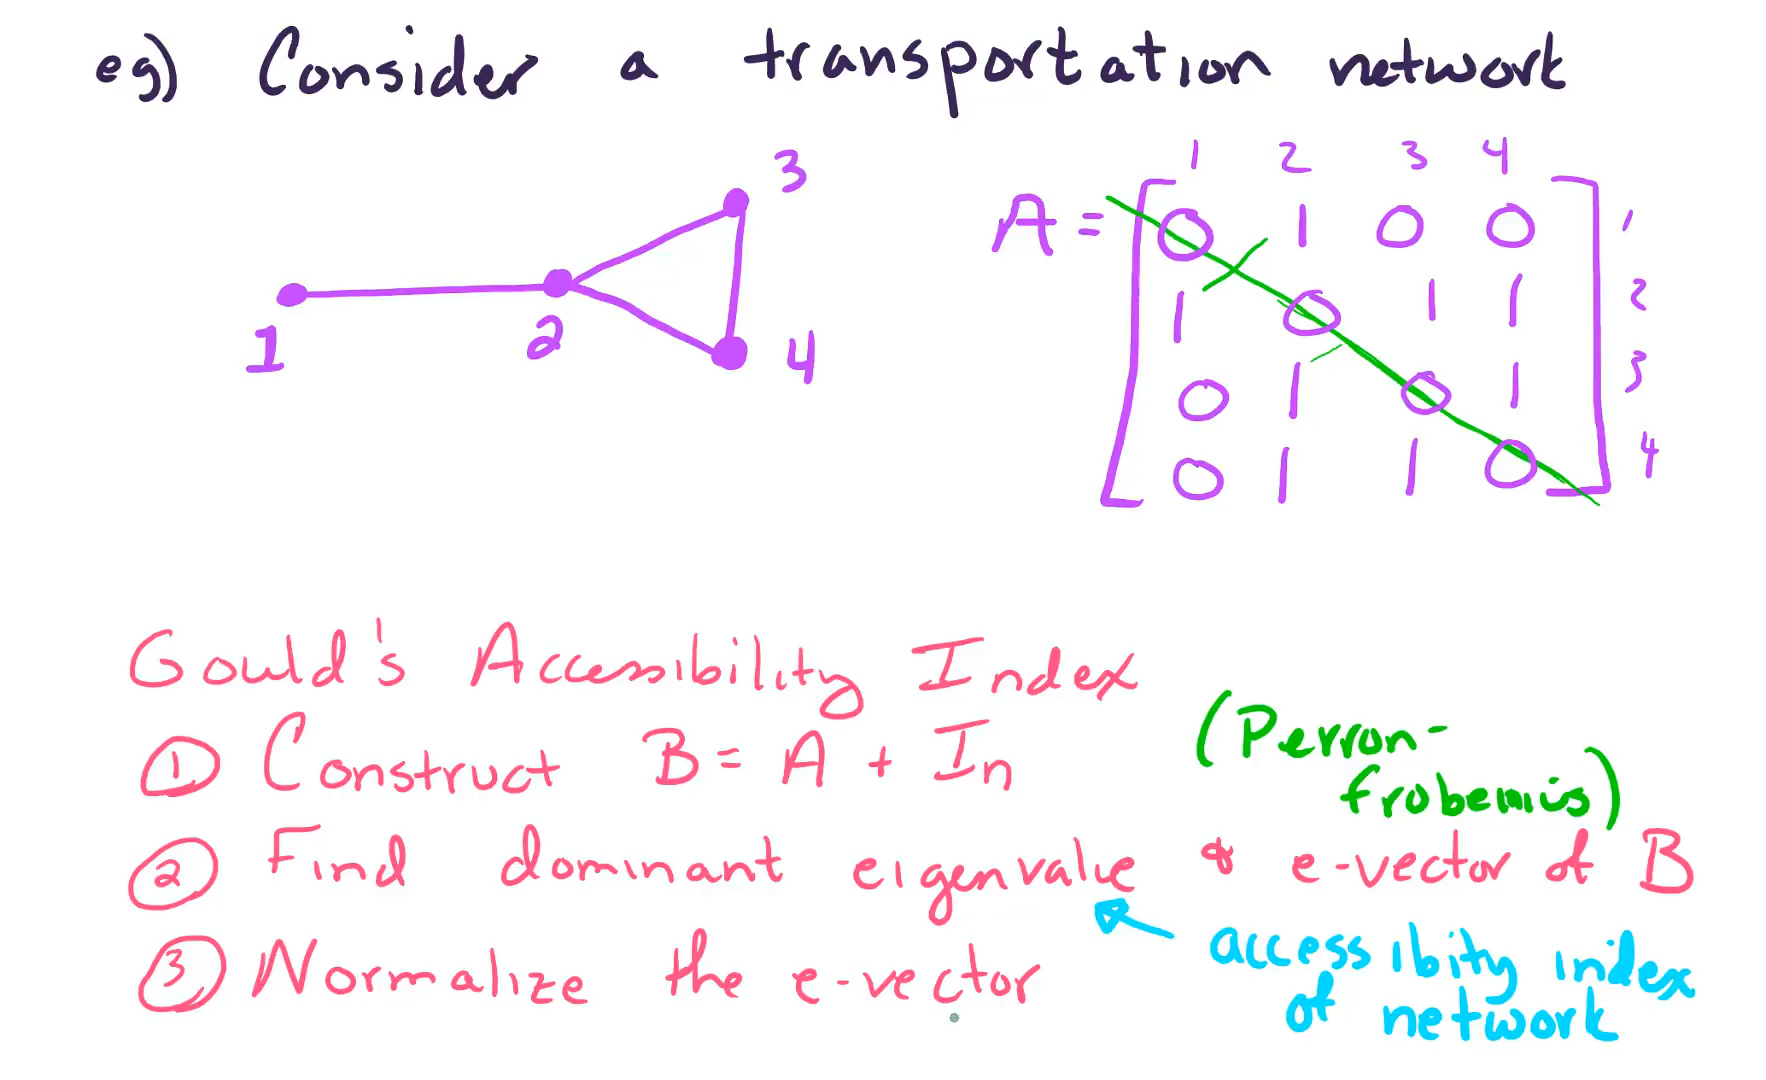 eg) Consider a transportation network
3
1 2 4
1 2 3 4
A = [0 1 0 0] 1
1 0 1 1 2
0 1 0 1 3
0 1 1 0 4
Gould's Accessibility Index
① Construct B = A + In
(Perron-
frobenius)
② Find dominant eigenvalue & e-vector of B
③ Normalize the e-vector
accessibity index
of network